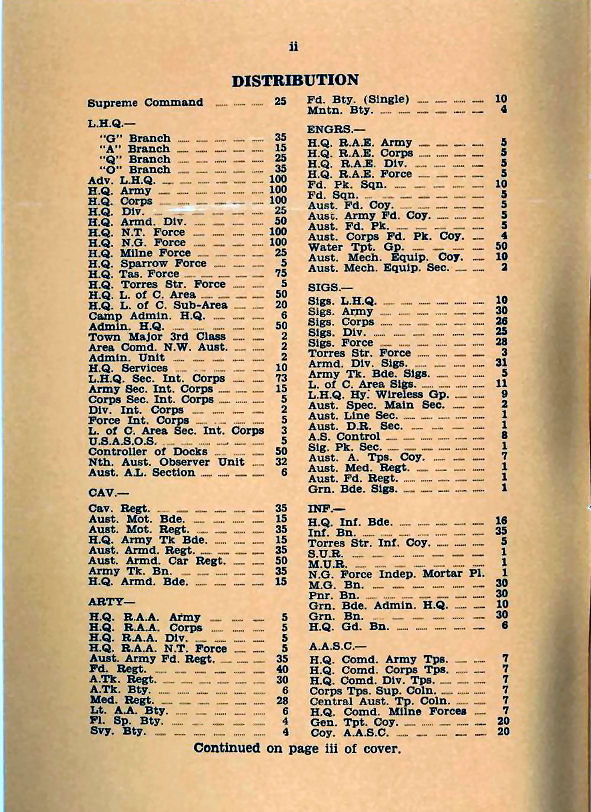 ii
DISTRIBUTION
Supreme Command 25
L.H.Q.—
"G" Branch 35
"A" Branch 15
"Q" Branch 25
"O" Branch 35
Adv. L.H.Q. 100
H.Q. Army 100
H.Q. Corps 100
H.Q. Div. 25
H.Q. Armd. Div. 50
H.Q. N.T. Force 100
H.Q. N.G. Force 100
H.Q. Milne Force 25
H.Q. Sparrow Force 5
H.Q. Tas. Force 75
H.Q. Torres Str. Force 5
H.Q. L. of C. Area 50
H.Q. L. of C. Sub-Area 20
Camp Admin. H.Q. 6
Admin. H.Q. 50
Town Major 3rd Class 2
Area Comd. N.W. Aust. 2
Admin. Unit 2
H.Q. Services 10
L.H.Q. Sec. Int. Corps 73
Army Sec. Int. Corps 15
Corps Sec. Int. Corps 5
Div. Int. Corps 2
Force Int. Corps 5
L. of C. Area Sec. Int. Corps 5
U.S.A.S.O.S. 5
Controller of Docks 50
Nth. Aust. Observer Unit 32
Aust. A.L. Section 6
CAV.—
Cav. Regt. 35
Aust. Mot. Bde. 15
Aust. Mot. Regt. 35
H.Q. Army Tk Bde. 15
Aust. Armd. Regt. 35
Aust. Armd. Car Regt. 50
Army Tk. Bn. 35
H.Q. Armd. Bde. 15
ARTY.—
H.Q. R.A.A. Army 5
H.Q. R.A.A. Corps 5
H.Q. R.A.A. Div. 5
H.Q. R.A.A. N.T. Force 5
Aust. Army Fd. Regt. 35
Fd. Regt. 40
A.Tk. Regt. 30
A.Tk. Bty. 6
Med. Regt. 28
Lt. A.A. Bty. 6
Fl. Sp. Bty. 4
Svy. Bty. 4
Fd. Bty. (Single) 10
Mntn. Bty. 4
ENGRS.—
H.Q. R.A.E. Army 5
H.Q. R.A.E. Corps 5
H.Q. R.A.E. Div. 5
H.Q. R.A.E. Force 5
Fd. Pk. Sqn. 10
Fd. Sqn. 5
Aust. Fd. Coy. 5
Aust. Army Fd. Coy. 5
Aust. Fd. Pk. 5
Aust. Corps Fd. Pk. Coy. 4
Water Tpt. Gp. 50
Aust. Mech. Equip. Coy. 10
Aust. Mech. Equip. Sec. 2
SIGS.—
Sigs. L.H.Q. 10
Sigs. Army 30
Sigs. Corps 26
Sigs. Div. 25
Sigs. Force 28
Torres Str. Force 3
Armd. Div. Sigs. 31
Army Tk. Bde. Sigs. 5
L. of C. Area Sigs. 11
L.H.Q. Hy. Wireless Gp. 9
Aust. Spec. Main Sec. 2
Aust. Line Sec. 1
Aust. D.R. Sec. 1
A.S. Control 8
Sig. Pk. Sec. 1
Aust. A. Tps. Coy. 7
Aust. Med. Regt. 1
Aust. Fd. Regt. 1
Grn. Bde. Sigs. 1
INF.—
H.Q. Inf. Bde. 16
Inf. Bn. 35
Torres Str. Inf. Coy. 5
S.U.R. 1
M.U.R. 1
N.G. Force Indep. Mortar Pl. 1
M.G. Bn. 30
Pnr. Bn. 30
Grn. Bde. Admin. H.Q. 10
Grn. Bn. 30
H.Q. Gd. Bn. 6
A.A.S.C.—
H.Q. Comd. Army Tps. 7
H.Q. Comd. Corps Tps. 7
H.Q. Comd. Div. Tps. 7
Corps Tps. Sup. Coln. 7
Central Aust. Tp. Coln. 7
H.Q. Comd. Milne Forces 7
Gen. Tpt. Coy. 20
Coy. A.A.S.C. 20
Continued on page iii of cover.